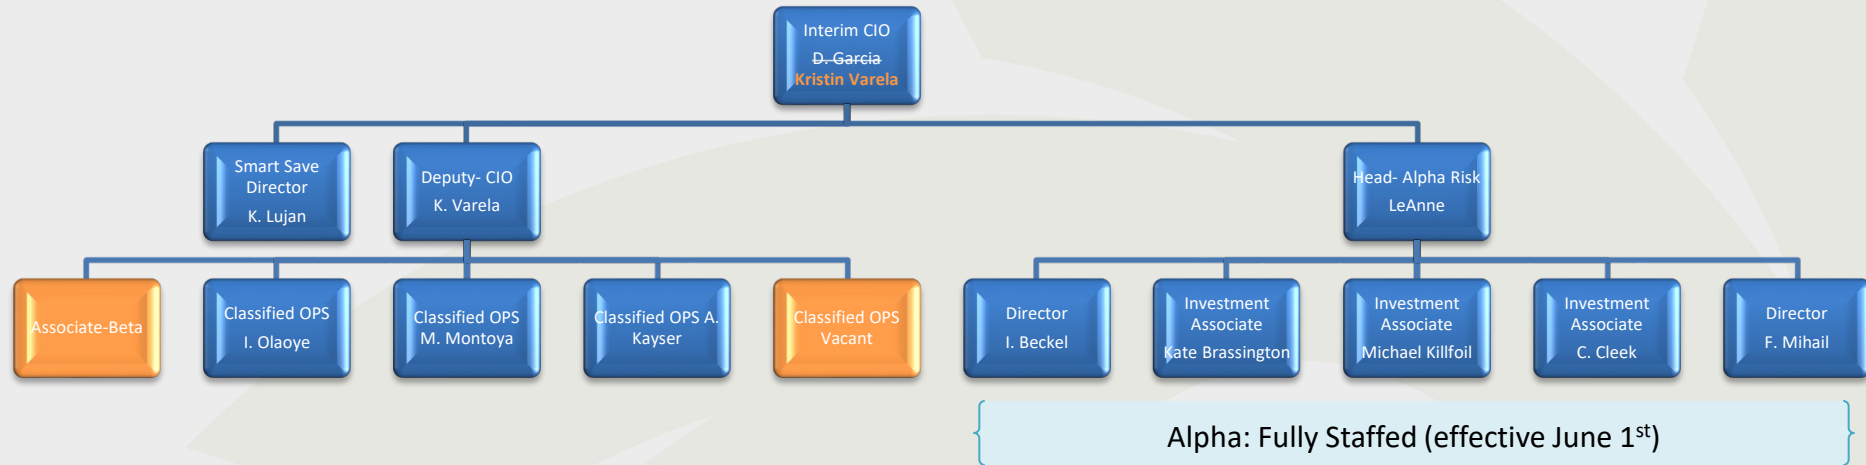 Interim CIO
D. Garcia
Kristin Varela
Smart Save
Director
K. Lujan
Deputy- CIO
K. Varela
Head- Alpha Risk
LeAnne
Associate-Beta
Classified OPS
I. Olaoye
Classified OPS
M. Montoya
Classified OPS A.
Kayser
Classified OPS
Vacant
Director
I. Beckel
Investment
Associate
Kate Brassington
Investment
Associate
Michael Killfoil
Investment
Associate
C. Cleek
Director
F. Mihail
Alpha: Fully Staffed (effective June 1st)